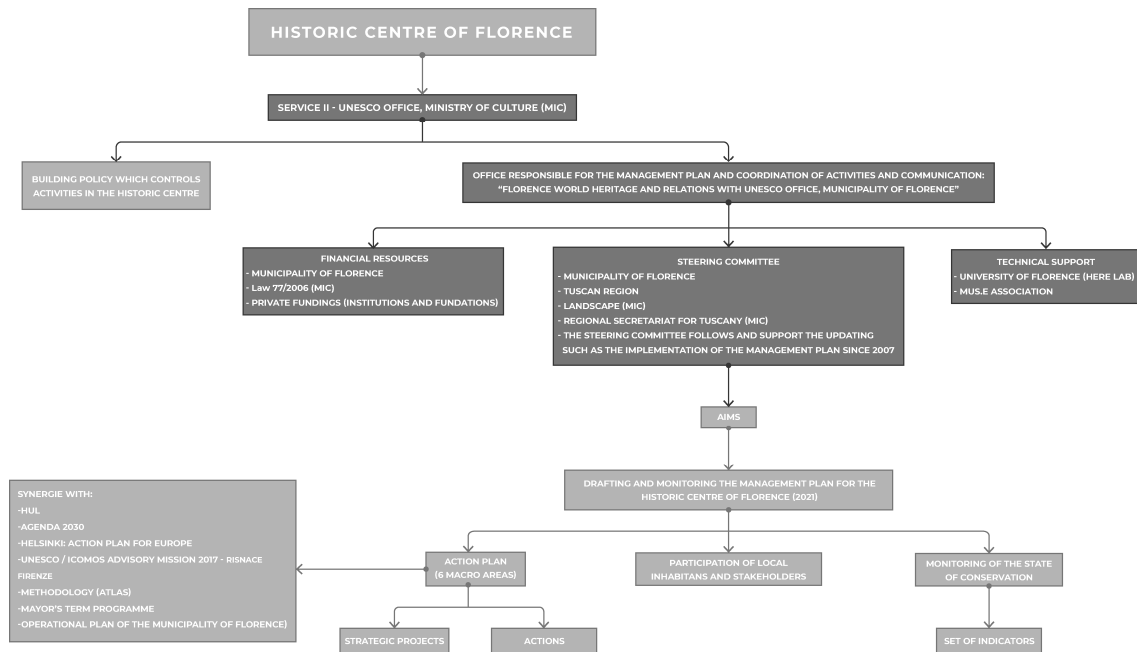 HISTORIC CENTRE OF FLORENCE
SERVICE II - UNESCO OFFICE, MINISTRY OF CULTURE (MIC)
BUILDING POLICY WHICH CONTROLS
ACTIVITIES IN THE HISTORIC CENTRE
OFFICE RESPONSIBLE FOR THE MANAGEMENT PLAN AND COORDINATION OF ACTIVITIES AND COMMUNICATION:
“FLORENCE WORLD HERITAGE AND RELATIONS WITH UNESCO OFFICE, MUNICIPALITY OF FLORENCE”
FINANCIAL RESOURCES
- MUNICIPALITY OF FLORENCE
- Law 77/2006 (MIC)
- PRIVATE FUNDINGS (INSTITUTIONS AND FUNDATIONS)
STEERING COMMITTEE
- MUNICIPALITY OF FLORENCE
- TUSCAN REGION
- LANDSCAPE (MIC)
- REGIONAL SECRETARIAT FOR TUSCANY (MIC)
- THE STEERING COMMITTEE FOLLOWS AND SUPPORT THE UPDATING
SUCH AS THE IMPLEMENTATION OF THE MANAGEMENT PLAN SINCE 2007
TECHNICAL SUPPORT
- UNIVERSITY OF FLORENCE (HERE LAB)
- MUS.E ASSOCIATION
AIMS
DRAFTING AND MONITORING THE MANAGEMENT PLAN FOR THE
HISTORIC CENTRE OF FLORENCE (2021)
SYNERGIE WITH:
-HUL
-AGENDA 2030
-HELSINKI: ACTION PLAN FOR EUROPE
-UNESCO / ICOMOS ADVISORY MISSION 2017 - RISNACE
FIRENZE
-METHODOLOGY (ATLAS)
-MAYOR'S TERM PROGRAMME
-OPERATIONAL PLAN OF THE MUNICIPALITY OF FLORENCE)
ACTION PLAN
(6 MACRO AREAS)
PARTICIPATION OF LOCAL
INHABITANS AND STAKEHOLDERS
MONITORING OF THE STATE
OF CONSERVATION
STRATEGIC PROJECTS
ACTIONS
SET OF INDICATORS